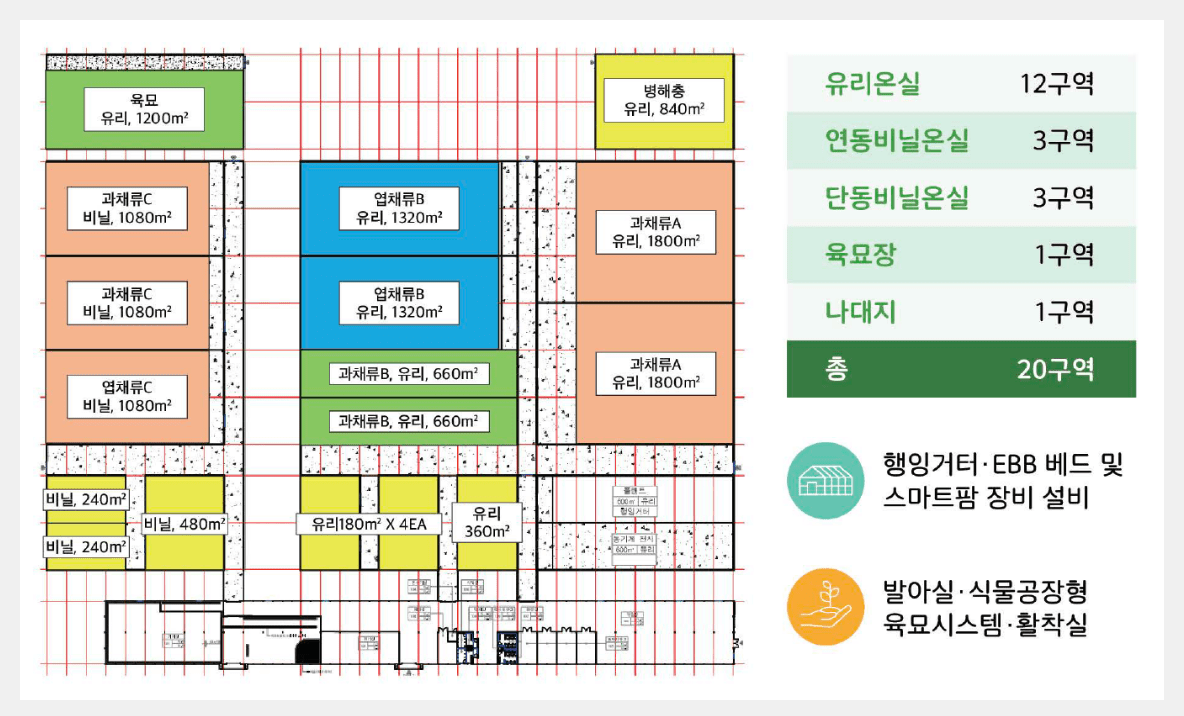 육묘
유리, 1200m²
병해충
유리, 840m²
과채류C
비닐, 1080m²
엽채류B
유리, 1320m²
과채류A
유리, 1800m²
과채류C
비닐, 1080m²
엽채류B
유리, 1320m²
과채류B, 유리, 660m²
과채류A
유리, 1800m²
엽채류C
비닐, 1080m²
과채류B, 유리, 660m²
비닐, 240m²
비닐, 480m²
비닐, 240m²
유리180m² X 4EA
유리
360m²
600m² 유리
행잉거터
600m²
유리온실 12구역
연동비닐온실 3구역
단동비닐온실 3구역
육묘장 1구역
나대지 1구역
총 20구역
행잉거터·EBB 베드 및
스마트팜 장비 설비
발아실·식물공장형
육묘시스템·활착실